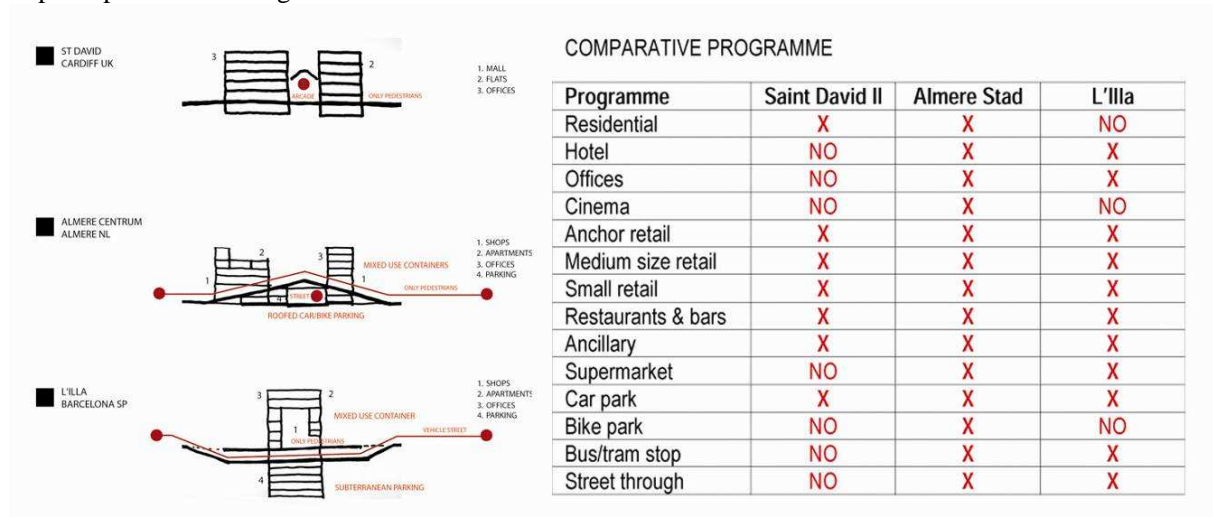 ST DAVID
CARDIFF UK
3
2
ARCADE
ONLY PEDESTRIANS
1. MALL
2. FLATS
3. OFFICES
ALMERE CENTRUM
ALMERE NL
2
3
1
1
4
STREET
MIXED USE CONTAINERS
ONLY PEDESTRIANS
ROOFED CAR/BIKE PARKING
1. SHOPS
2. APARTMENTS
3. OFFICES
4. PARKING
L'ILLA
BARCELONA SP
3
2
1
MIXED USE CONTAINER
ONLY PEDESTRIANS
VEHICLE STREET
4
SUBTERRANEAN PARKING
1. SHOPS
2. APARTMENTS
3. OFFICES
4. PARKING
COMPARATIVE PROGRAMME
Programme Saint David II Almere Stad L'Illa
Residential X X NO
Hotel NO X X
Offices NO X X
Cinema NO X NO
Anchor retail X X X
Medium size retail X X X
Small retail X X X
Restaurants & bars X X X
Ancillary X X X
Supermarket NO X X
Car park X X X
Bike park NO X NO
Bus/tram stop NO X X
Street through NO X X